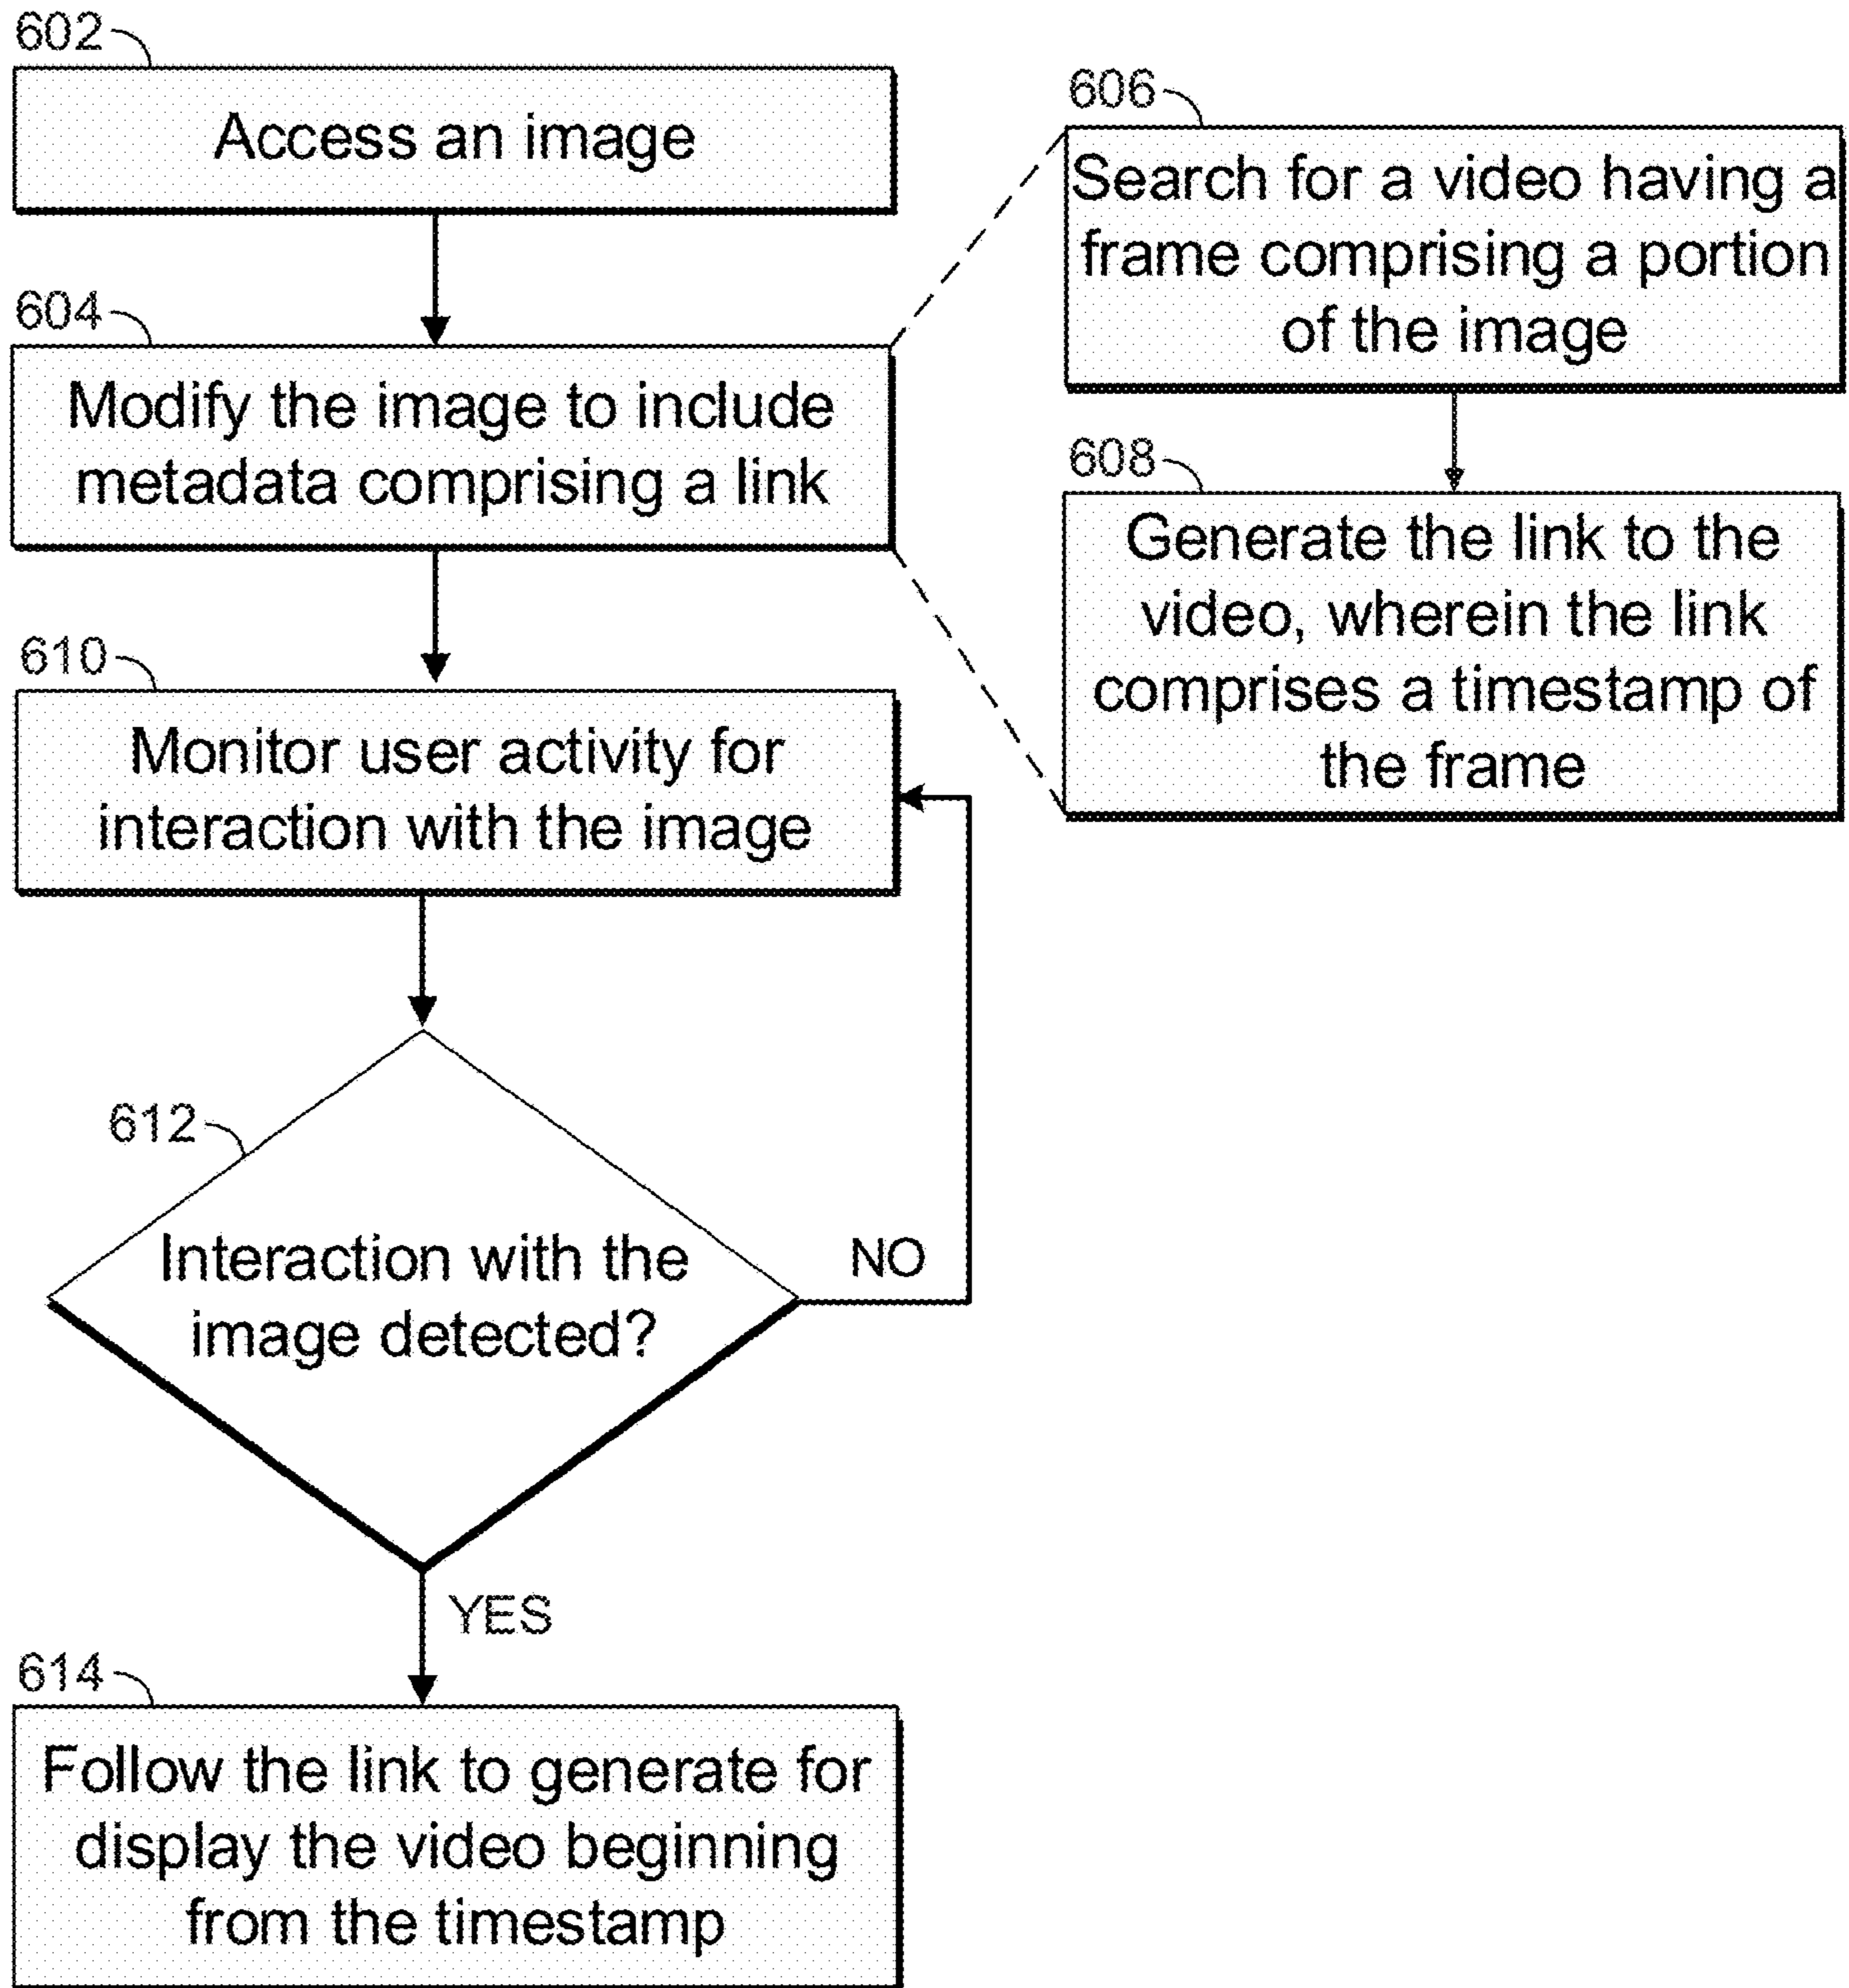 602
Access an image
604
Modify the image to include
metadata comprising a link
606
Search for a video having a
frame comprising a portion
of the image
608
Generate the link to the
video, wherein the link
comprises a timestamp of
the frame
610
Monitor user activity for
interaction with the image
612
Interaction with the
image detected?
NO
YES
614
Follow the link to generate for
display the video beginning
from the timestamp